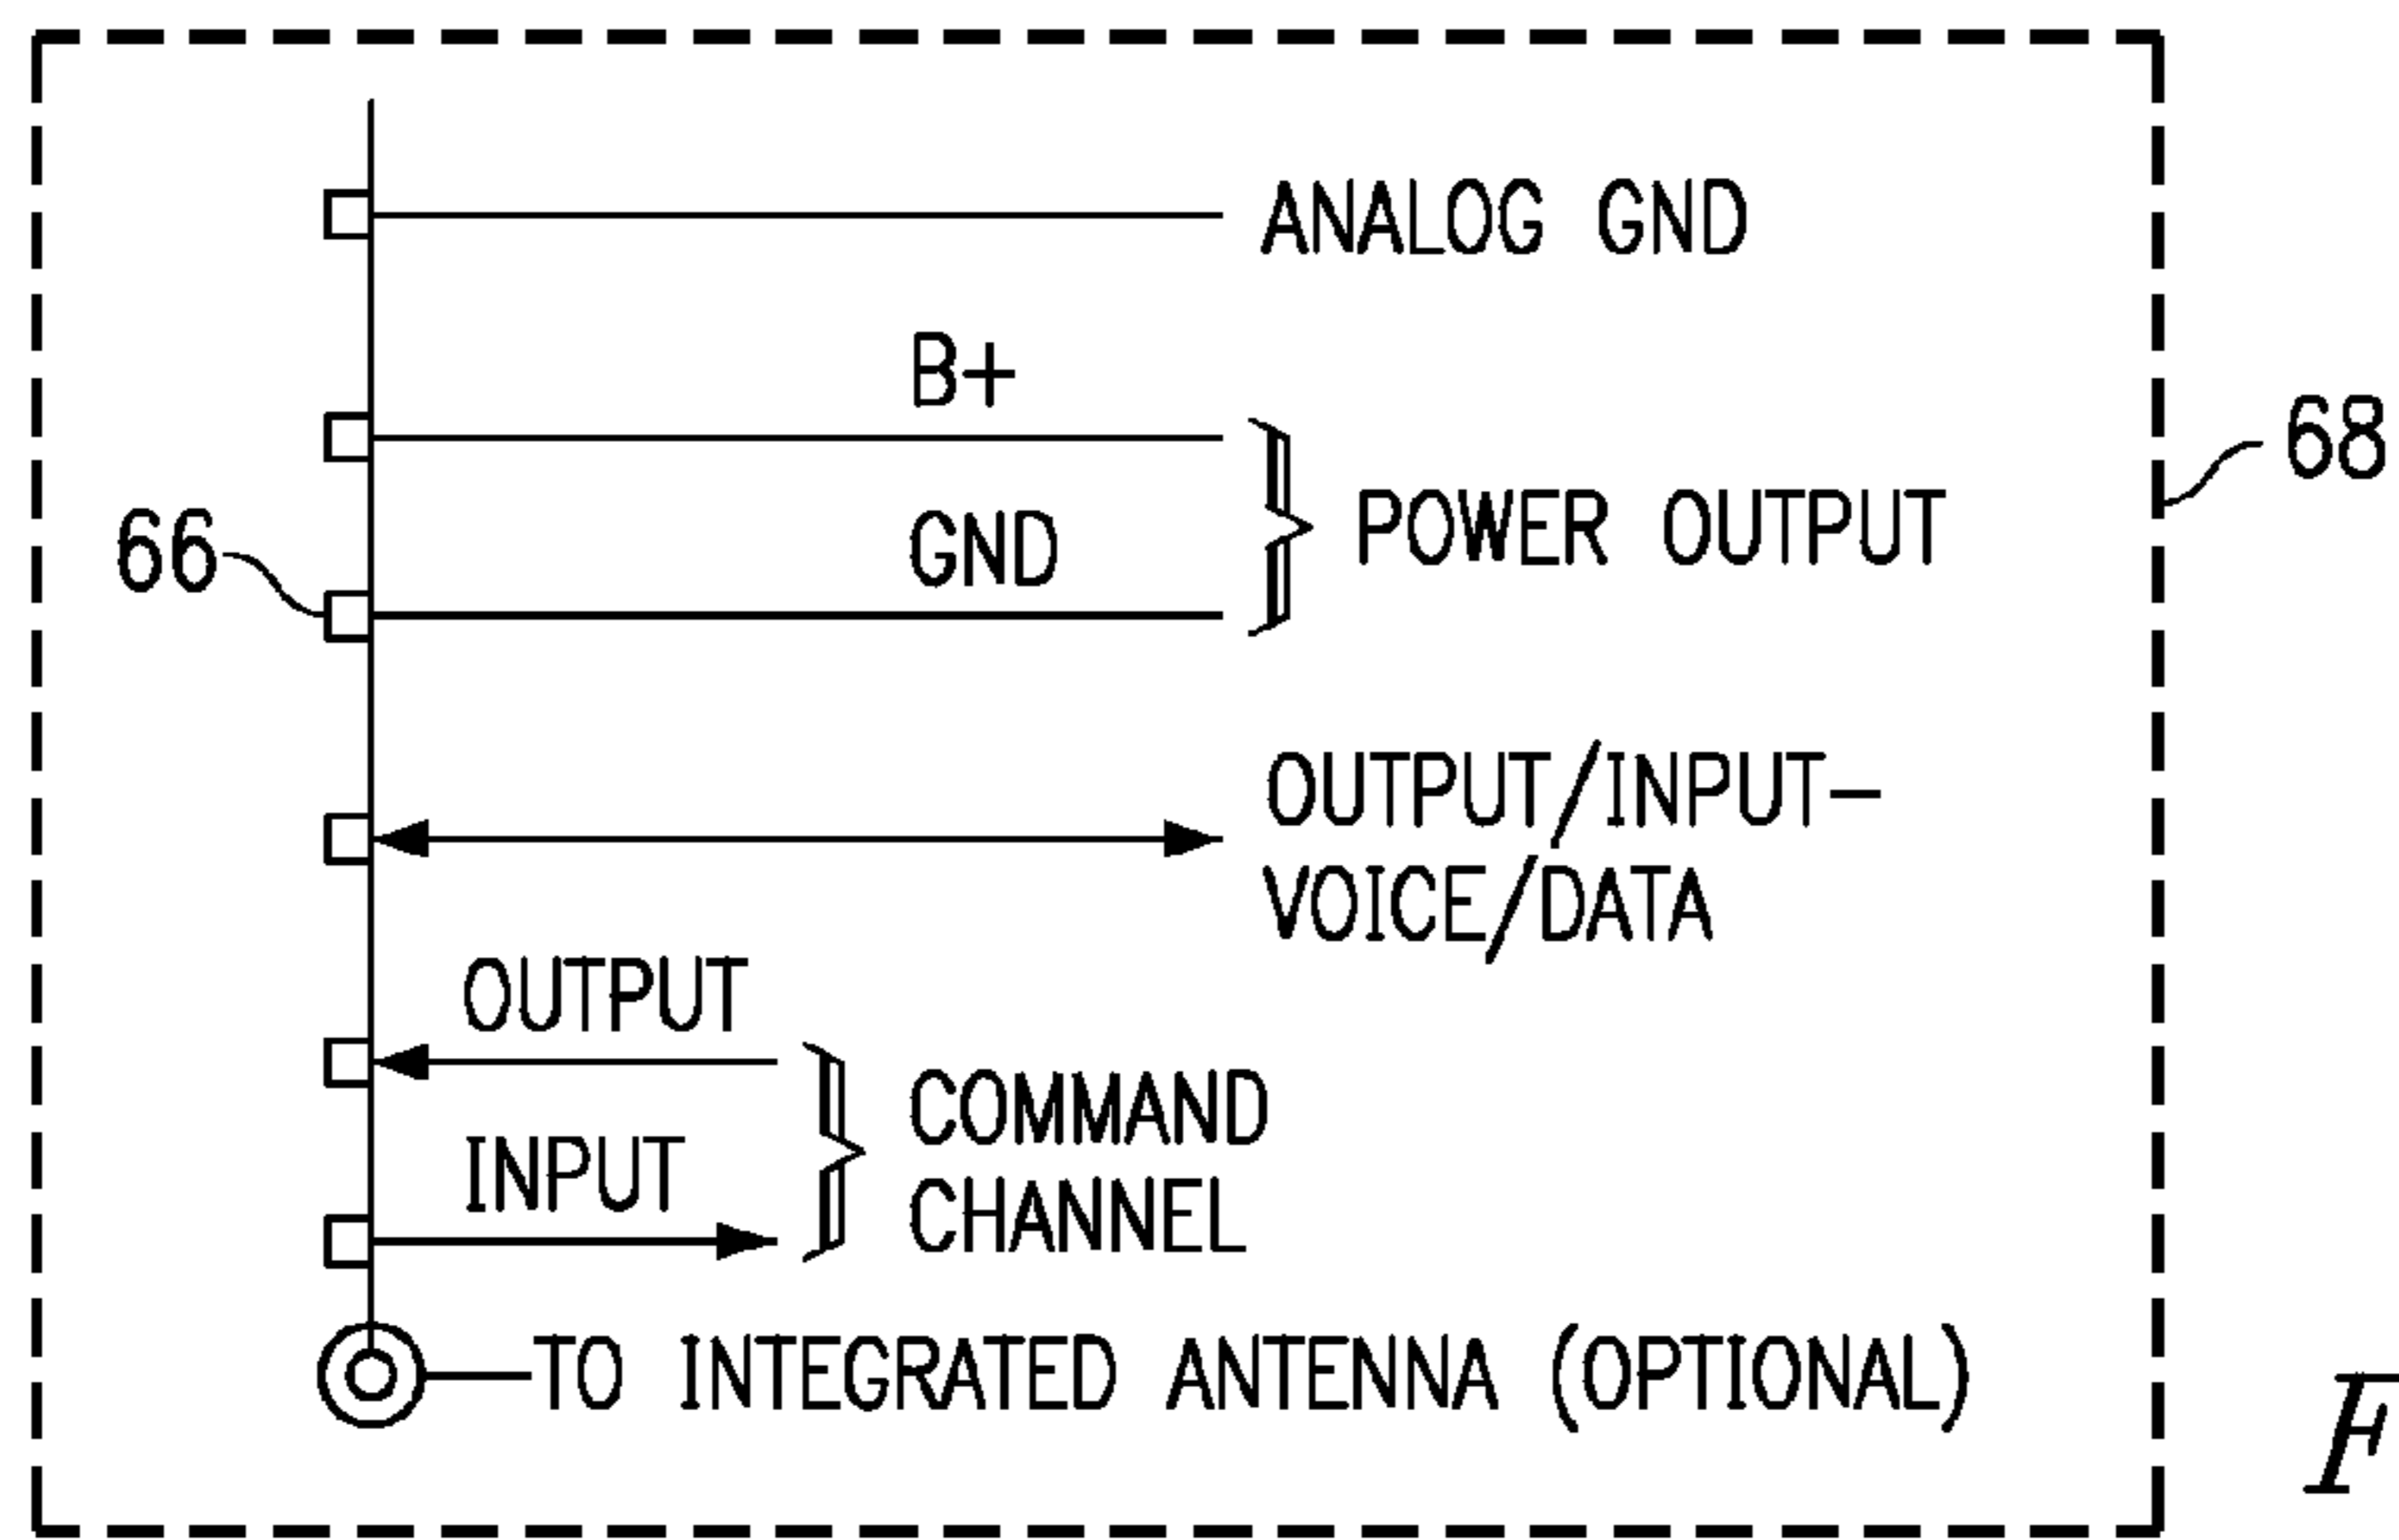 ANALOG GND
B+
68
GND
POWER OUTPUT
66
OUTPUT/INPUT-
VOICE/DATA
OUTPUT
COMMAND
INPUT
CHANNEL
TO INTEGRATED ANTENNA (OPTIONAL)
F